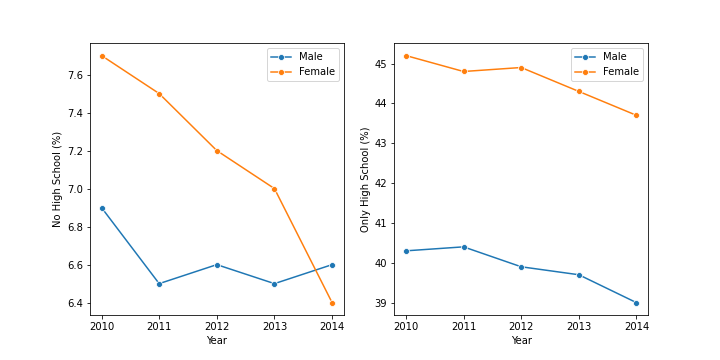 Male
Female
7.6
7.4
7.2
7.0
6.8
6.6
6.4
No High School (%)
2010 2011 2012 2013 2014
Year
Male
Female
45
44
43
42
41
40
39
Only High School (%)
2010 2011 2012 2013 2014
Year